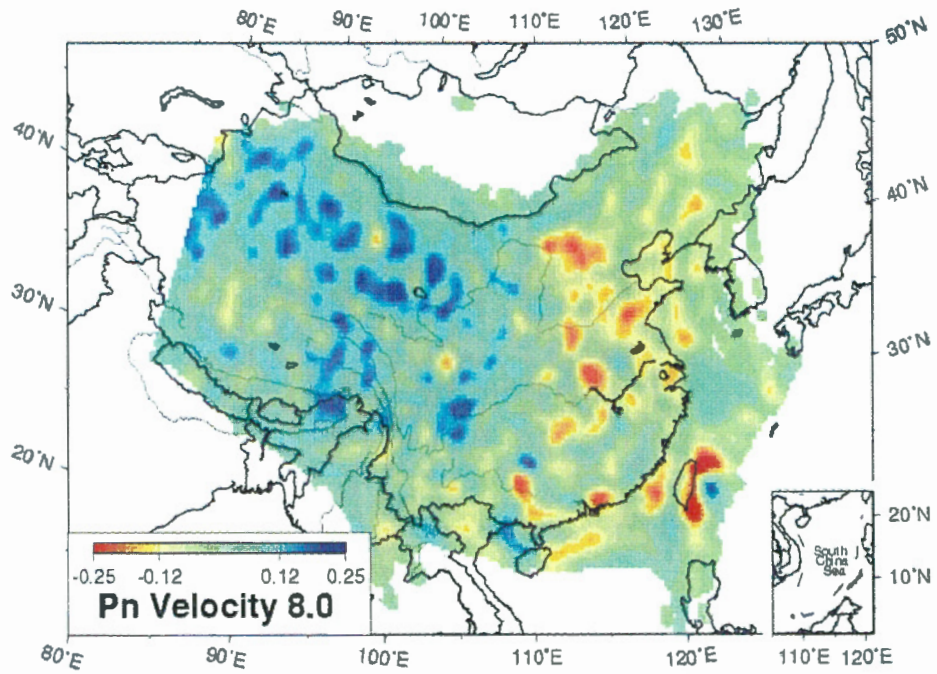 80°E 90°E 100°E 110°E 120°E 130°E
50°N
40°N
40°N
30°N
30°N
20°N
20°N
10°N
South
China
Sea
-0.25 -0.12 0.12 0.25
Pn Velocity 8.0
80°E 90°E 100°E 110°E 120°E 110°E 120°E